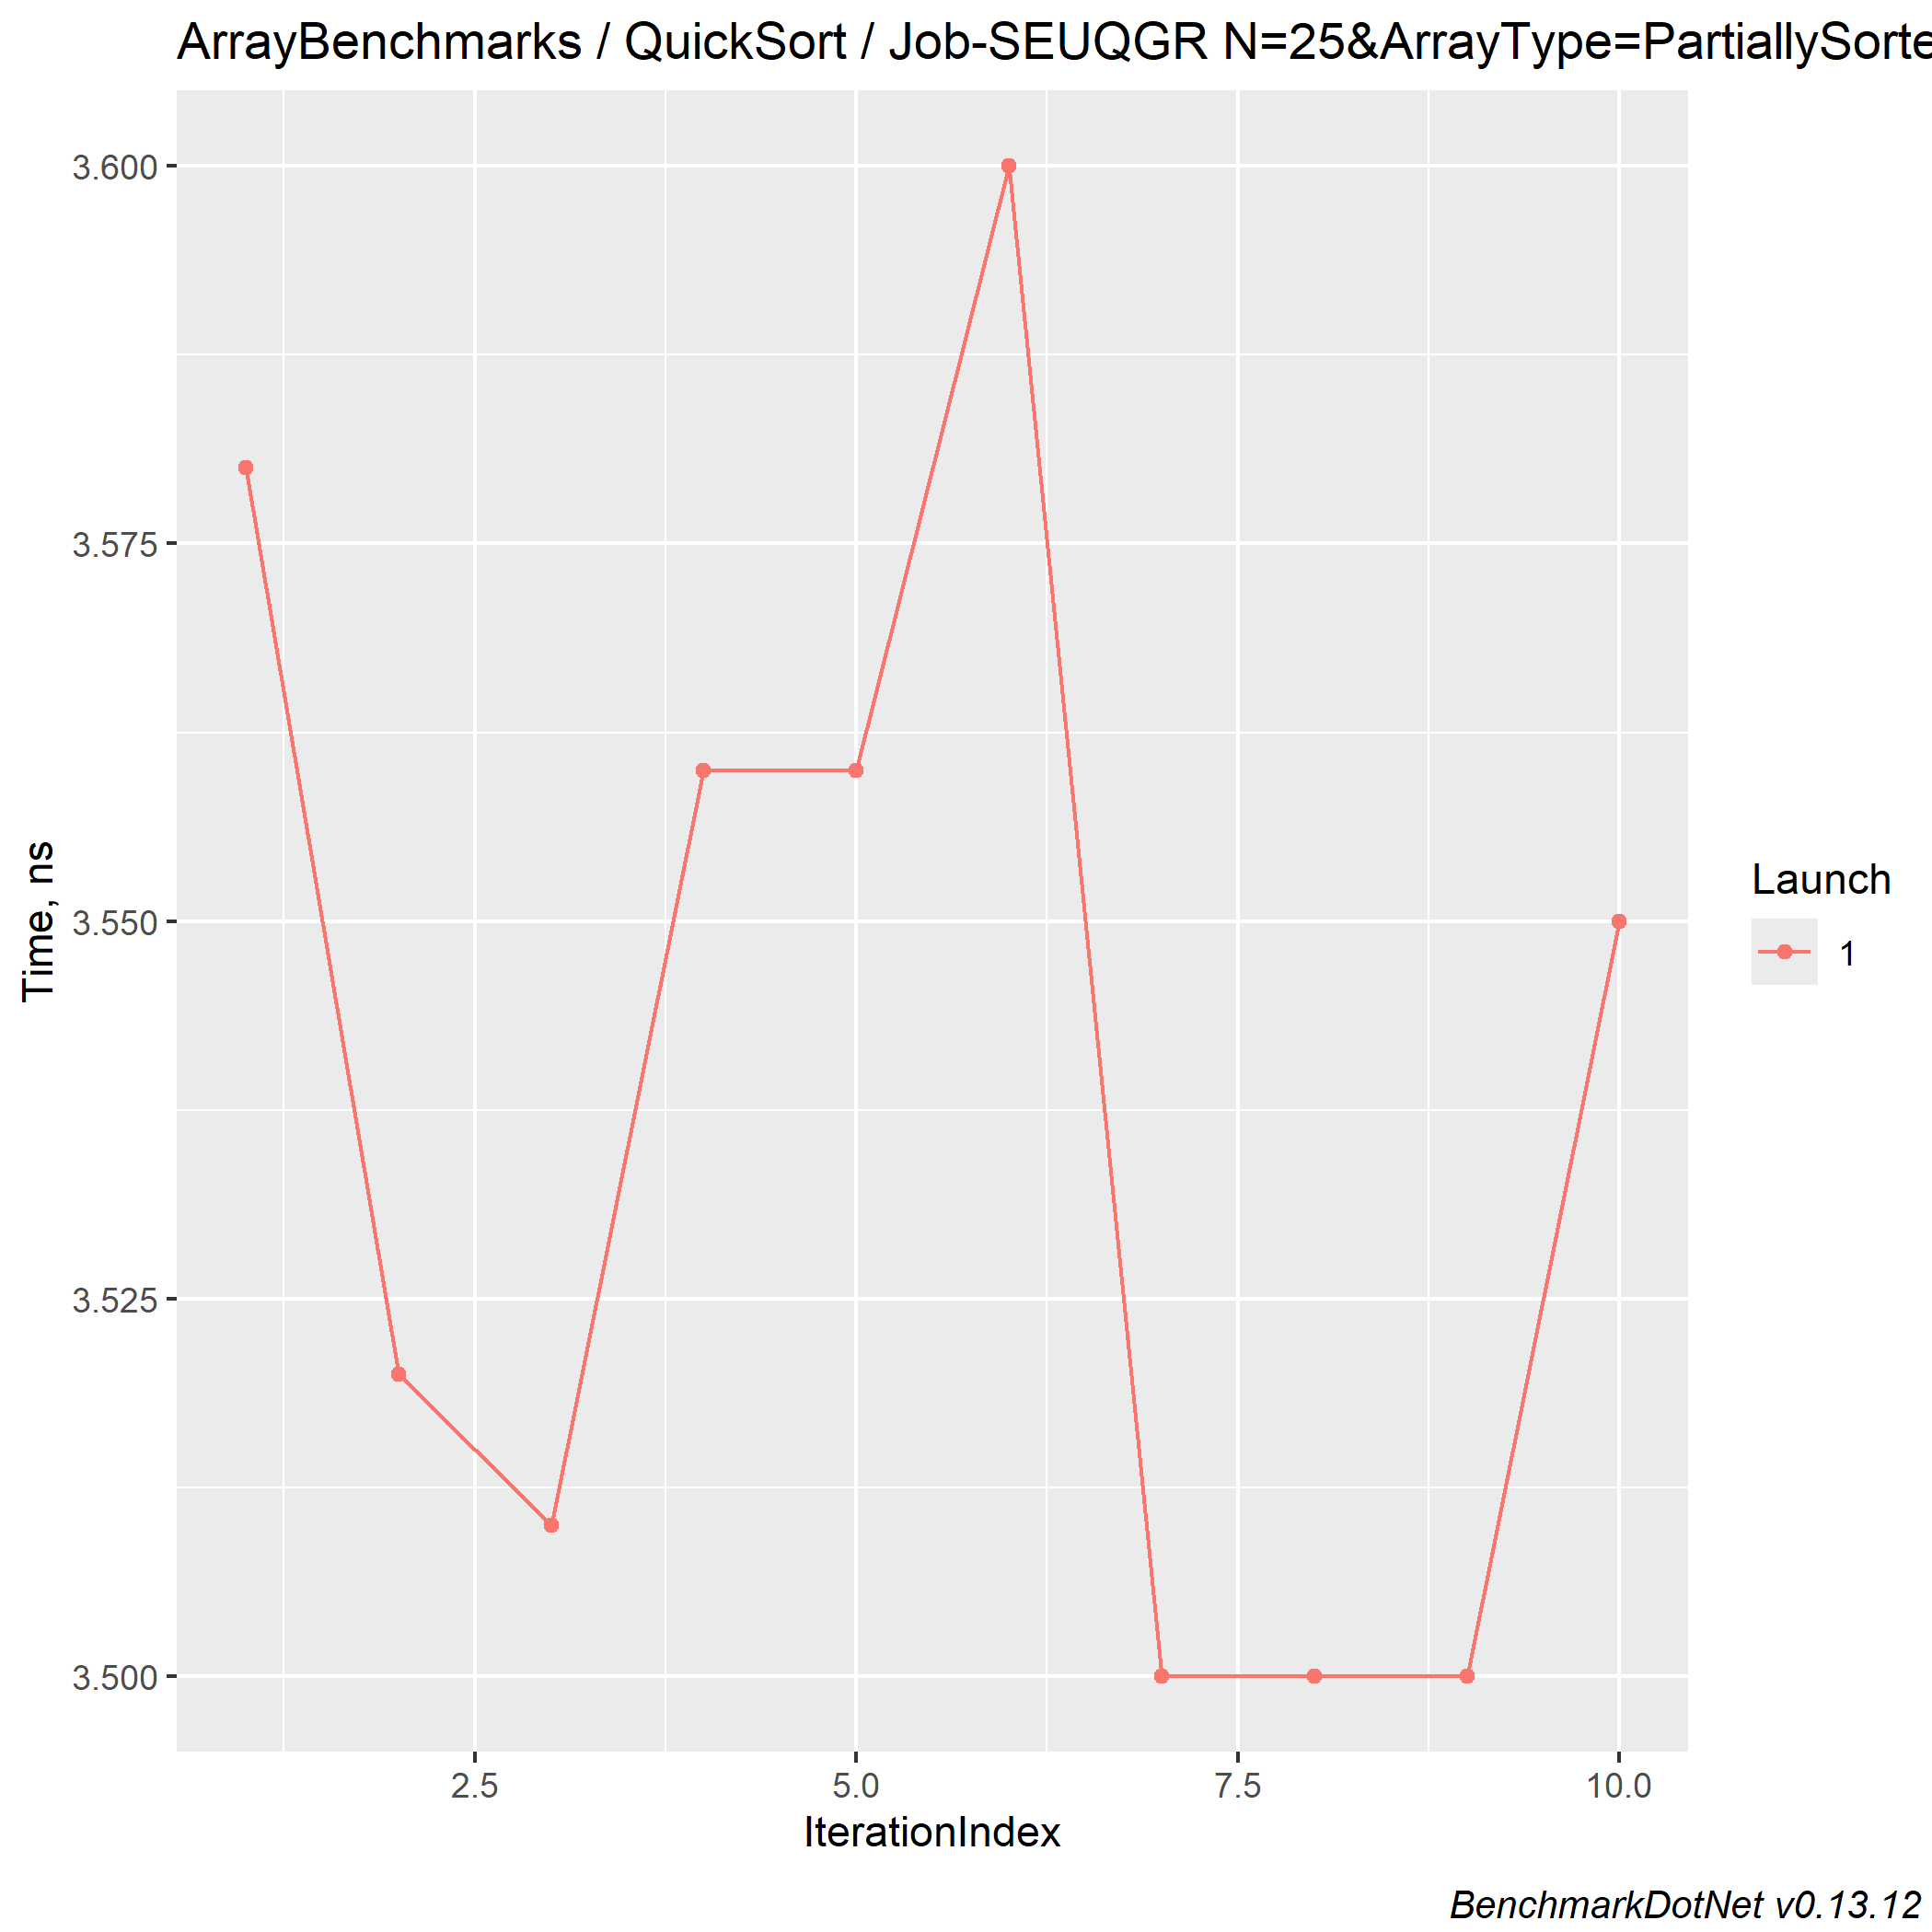 ArrayBenchmarks / QuickSort / Job-SEUQGR N=25&ArrayType=PartiallySorte
3.600
3.575
3.550
3.525
3.500
Time, ns
2.5 5.0 7.5 10.0
IterationIndex
Launch
1
BenchmarkDotNet v0.13.12